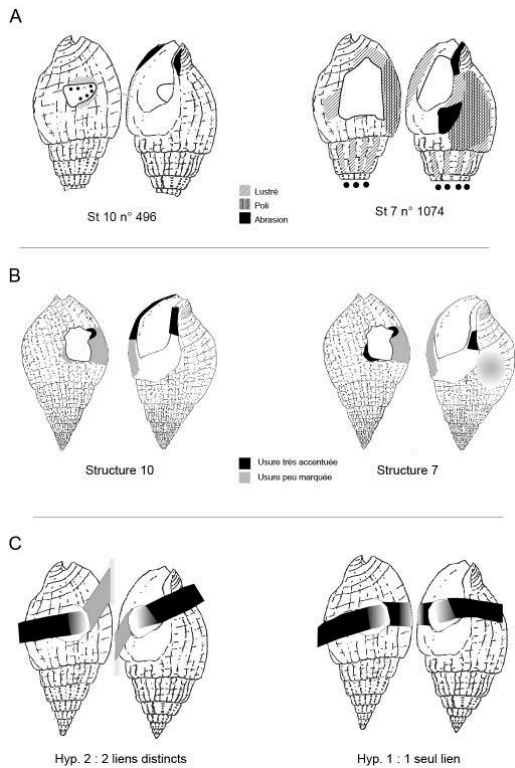 A
St 10 n° 496
Lustré
Poli
Abrasion
St 7 n° 1074
B
Structure 10
Usure très accentuée
Usure peu marquée
Structure 7
C
Hyp. 2 : 2 liens distincts
Hyp. 1 : 1 seul lien